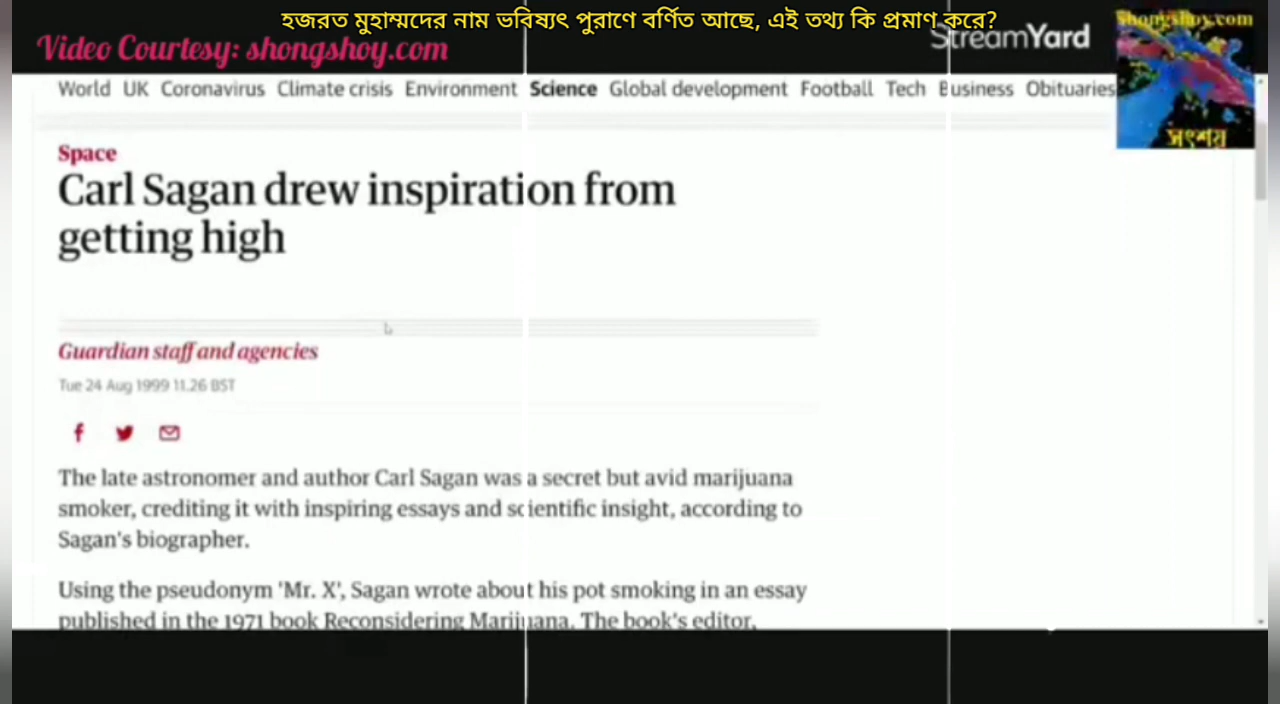 হজরত মুহাম্মদের নাম ভবিষ্যৎ পুরাণে বর্ণিত আছে, এই তথ্য কি প্রমাণ করে?
Video Courtesy: shongshoy.com
StreamYard
Shongshoy.com
সংশয়
World UK Coronavirus Climate crisis Environment Science Global development Football Tech Business Obituaries
Space
Carl Sagan drew inspiration from
getting high
Guardian staff and agencies
Tue 24 Aug 1999 11.26 BST
The late astronomer and author Carl Sagan was a secret but avid marijuana
smoker, crediting it with inspiring essays and scientific insight, according to
Sagan's biographer.
Using the pseudonym 'Mr. X', Sagan wrote about his pot smoking in an essay
published in the 1971 book Reconsidering Marijuana. The book's editor,